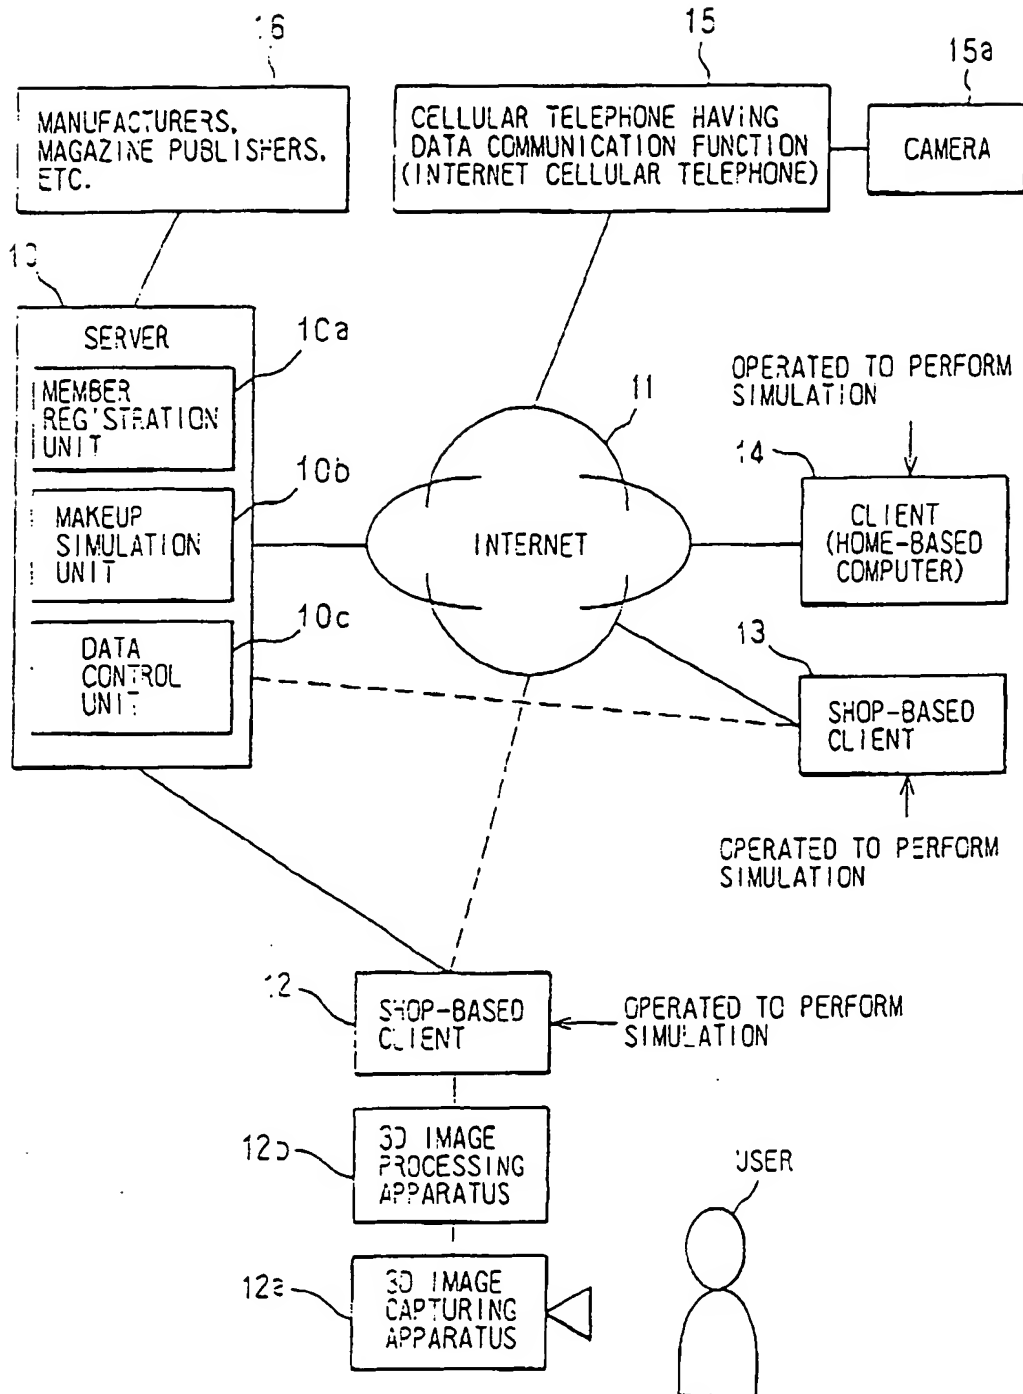 16
15
15a
MANUFACTURERS,
MAGAZINE PUBLISHERS,
ETC.
CELLULAR TELEPHONE HAVING
DATA COMMUNICATION FUNCTION
(INTERNET CELLULAR TELEPHONE)
CAMERA
10
SERVER
10a
MEMBER
REGISTRATION
UNIT
10b
MAKEUP
SIMULATION
UNIT
10c
DATA
CONTROL
UNIT
11
INTERNET
OPERATED TO PERFORM
SIMULATION
14
CLIENT
(HOME-BASED
COMPUTER)
13
SHOP-BASED
CLIENT
OPERATED TO PERFORM
SIMULATION
12
SHOP-BASED
CLIENT
OPERATED TO PERFORM
SIMULATION
12b
3D IMAGE
PROCESSING
APPARATUS
12a
3D IMAGE
CAPTURING
APPARATUS
USER